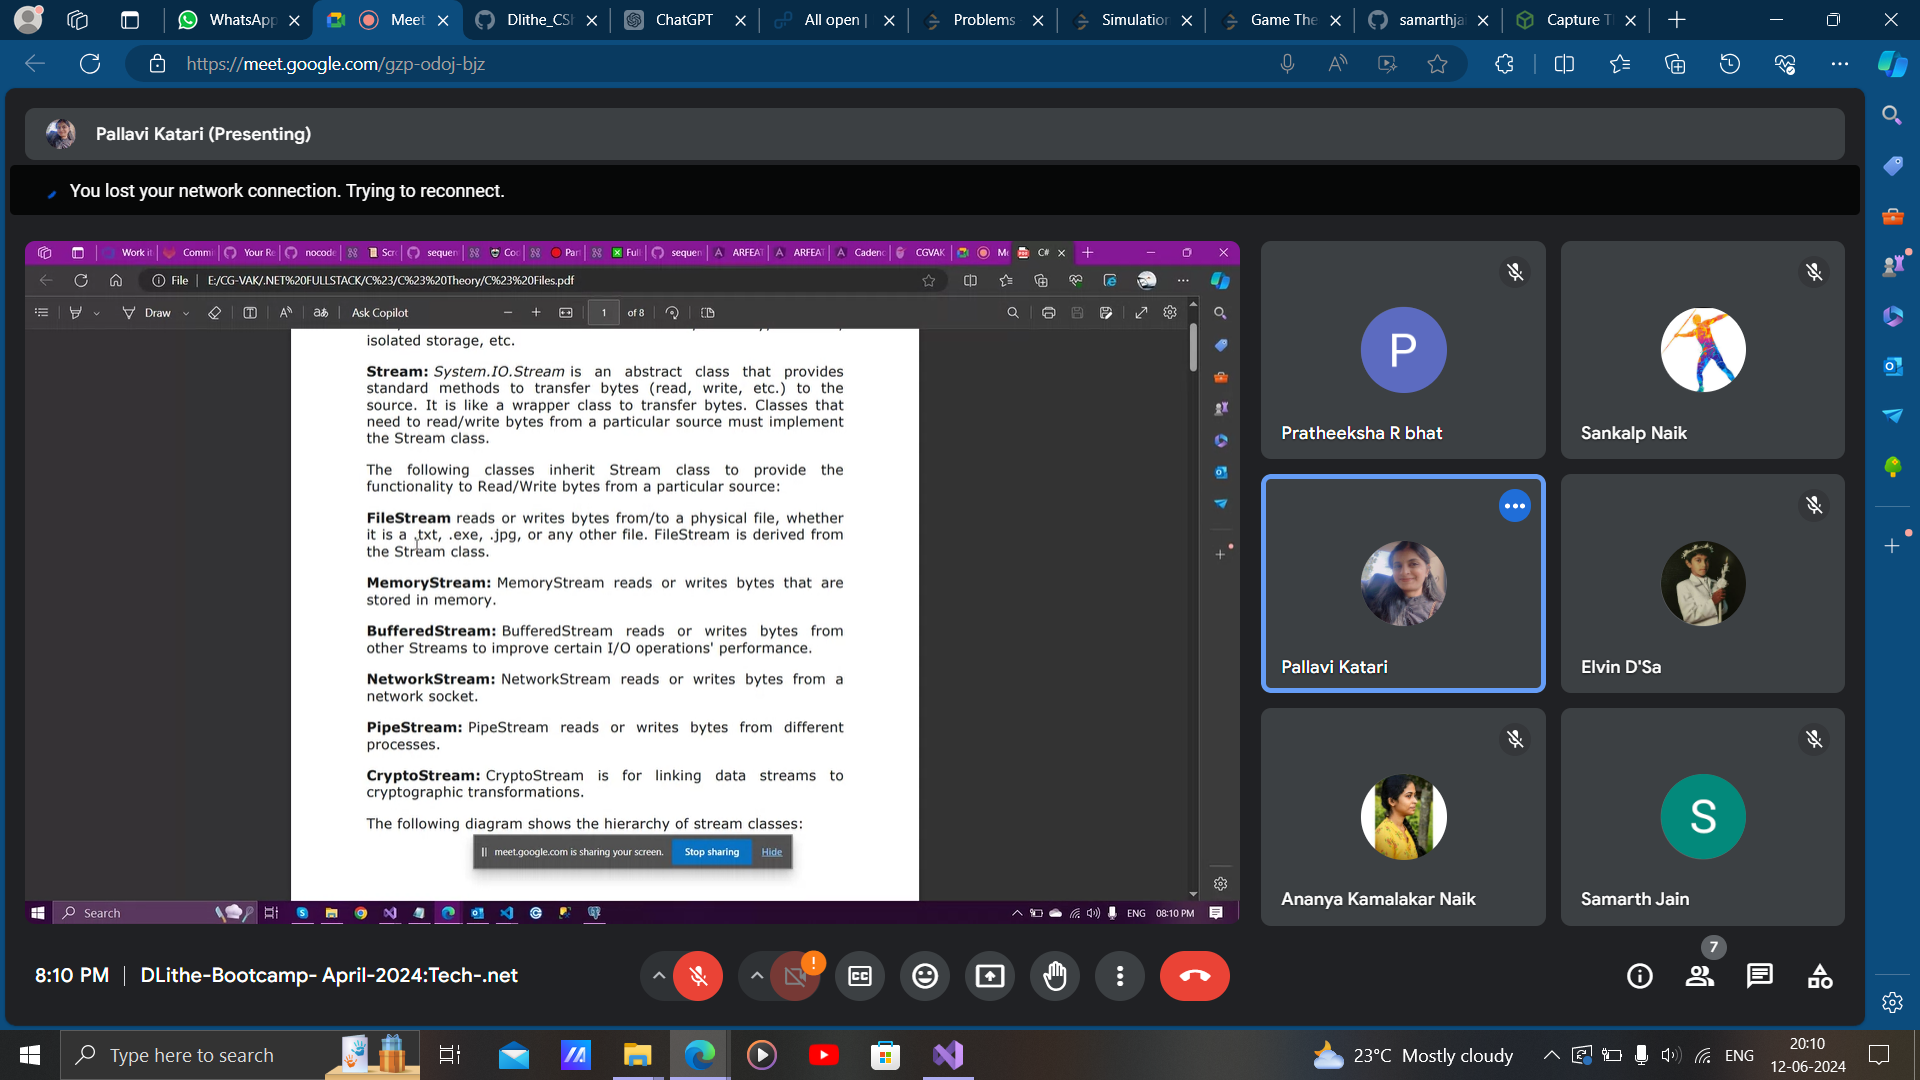 WhatsApp
Meet
Dlithe_CS
ChatGPT
All open |
Problems
Simulation
Game The
samarthja
Capture T
https://meet.google.com/gzp-odoj-bjz
Pallavi Katari (Presenting)
You lost your network connection. Trying to reconnect.
Work i
Commi
Your Re
nocode
Scr
sequen
Co
Par
Full
sequen
ARFEAT
ARFEAT
Cadenc
CGVAK
Me
C#
File
E:/CG-VAK/.NET%20FULLSTACK/C%23/C%23%20Theory/C%23%20Files.pdf
Draw
Ask Copilot
1
of 8
isolated storage, etc.
Stream: System.IO.Stream is an abstract class that provides
standard methods to transfer bytes (read, write, etc.) to the
source. It is like a wrapper class to transfer bytes. Classes that
need to read/write bytes from a particular source must implement
the Stream class.
The following classes inherit Stream class to provide the
functionality to Read/Write bytes from a particular source:
FileStream reads or writes bytes from/to a physical file, whether
it is a .txt, .exe, .jpg, or any other file. FileStream is derived from
the Stream class.
MemoryStream: MemoryStream reads or writes bytes that are
stored in memory.
BufferedStream: BufferedStream reads or writes bytes from
other Streams to improve certain I/O operations' performance.
NetworkStream: NetworkStream reads or writes bytes from a
network socket.
PipeStream: PipeStream reads or writes bytes from different
processes.
CryptoStream: CryptoStream is for linking data streams to
cryptographic transformations.
The following diagram shows the hierarchy of stream classes:
meet.google.com is sharing your screen.
Stop sharing
Hide
Search
ENG
08:10 PM
P
Pratheeksha R bhat
Sankalp Naik
Pallavi Katari
Elvin D'Sa
Ananya Kamalakar Naik
S
Samarth Jain
8:10 PM
DLithe-Bootcamp- April-2024:Tech-.net
7
Type here to search
23°C Mostly cloudy
ENG
20:10
12-06-2024